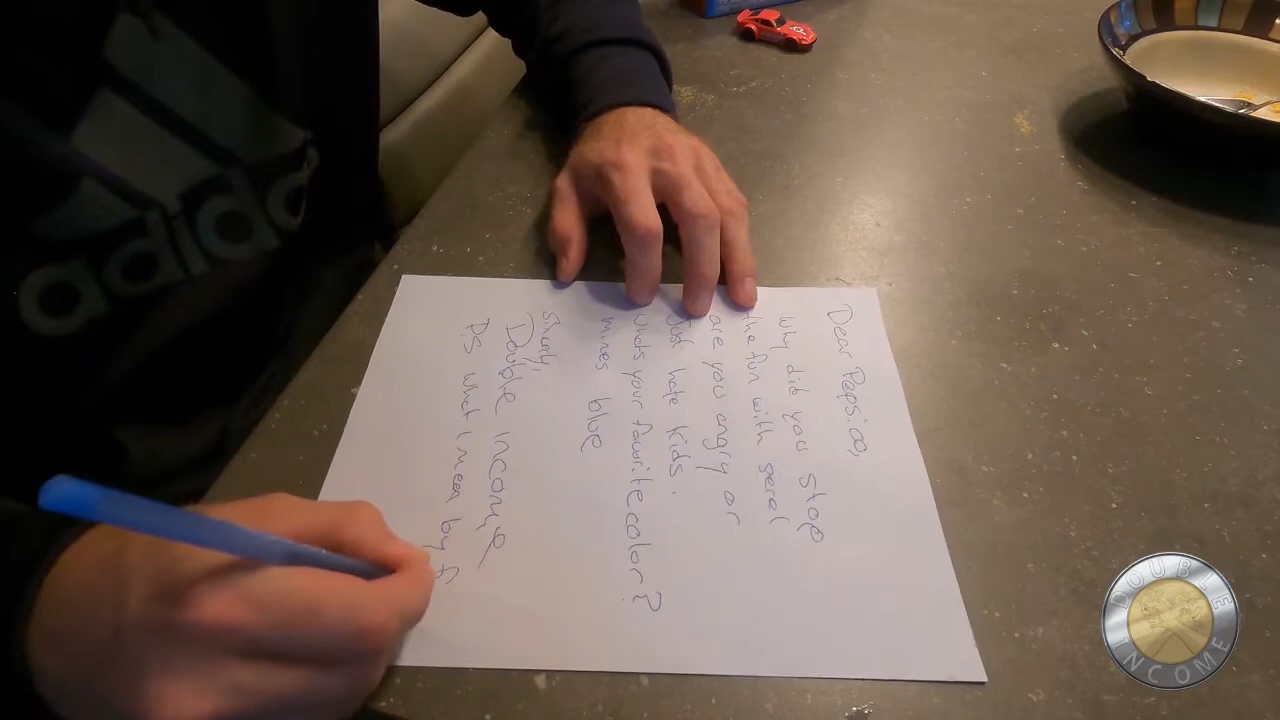 Dear Pepsico,
why did you stop
the fun with serel
are you angry or
Just hate kids.
whats your favorite color?
mines blue
Sincerly,
Double income
P.S what I mean by f
adidas
DOUBLE
INCOME